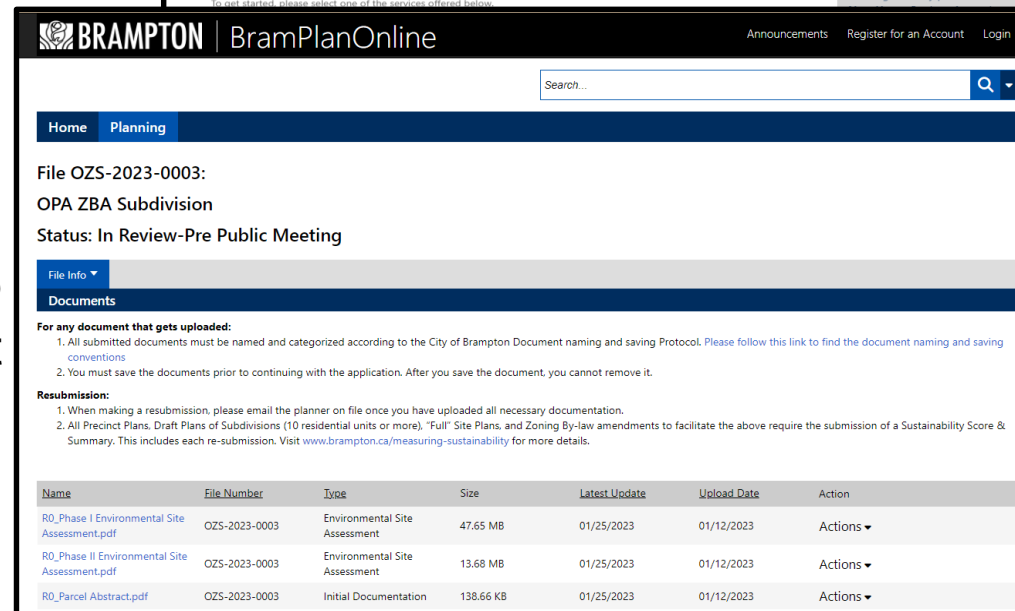 To get started, please select one of the services offered below.
BRAMPTON | BramPlanOnline
Announcements Register for an Account Login
Search...
Home Planning
File OZS-2023-0003:
OPA ZBA Subdivision
Status: In Review-Pre Public Meeting
File Info
Documents
For any document that gets uploaded:
1. All submitted documents must be named and categorized according to the City of Brampton Document naming and saving Protocol. Please follow this link to find the document naming and saving
conventions
2. You must save the documents prior to continuing with the application. After you save the document, you cannot remove it.
Resubmission:
1. When making a resubmission, please email the planner on file once you have uploaded all necessary documentation.
2. All Precinct Plans, Draft Plans of Subdivisions (10 residential units or more), "Full" Site Plans, and Zoning By-law amendments to facilitate the above require the submission of a Sustainability Score &
Summary. This includes each re-submission. Visit www.brampton.ca/measuring-sustainability for more details.
Name File Number Type Size Latest Update Upload Date Action
R0_Phase I Environmental Site
Assessment.pdf
OZS-2023-0003
Environmental Site
Assessment
47.65 MB 01/25/2023 01/12/2023 Actions
R0_Phase II Environmental Site
Assessment.pdf
OZS-2023-0003
Environmental Site
Assessment
13.68 MB 01/25/2023 01/12/2023 Actions
R0_Parcel Abstract.pdf OZS-2023-0003 Initial Documentation 138.66 KB 01/25/2023 01/12/2023 Actions